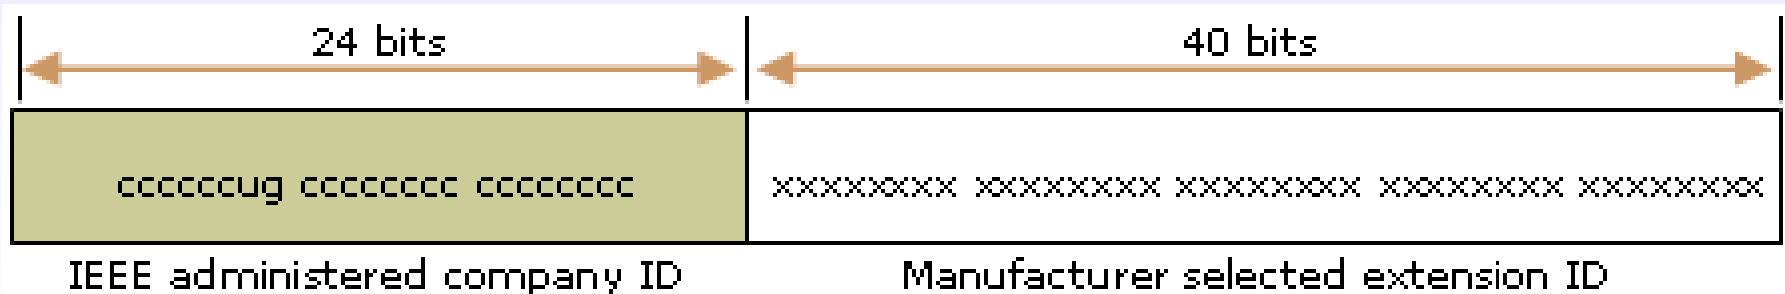 24 bits 40 bits
ccccccug cccccccc cccccccc xxxxxxxx xxxxxxxx xxxxxxxx xxxxxxxx xxxxxxxx
IEEE administered company ID Manufacturer selected extension ID